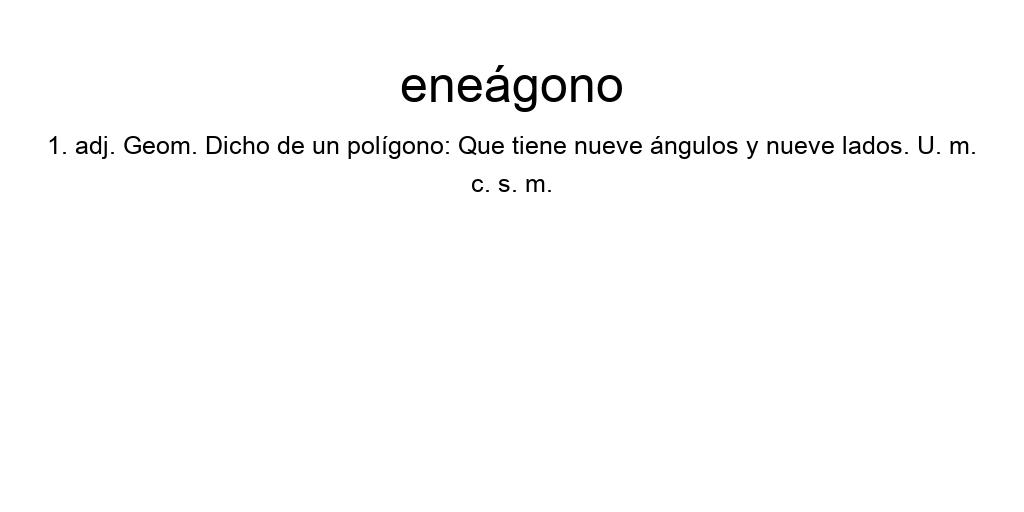 eneágono
1. adj. Geom. Dicho de un polígono: Que tiene nueve ángulos y nueve lados. U. m.
c. s. m.